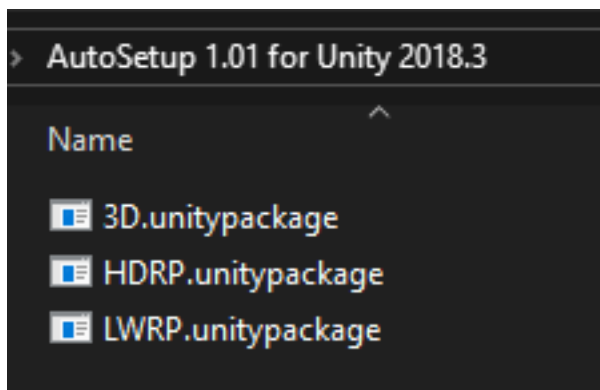 AutoSetup 1.01 for Unity 2018.3
Name
3D.unitypackage
HDRP.unitypackage
LWRP.unitypackage